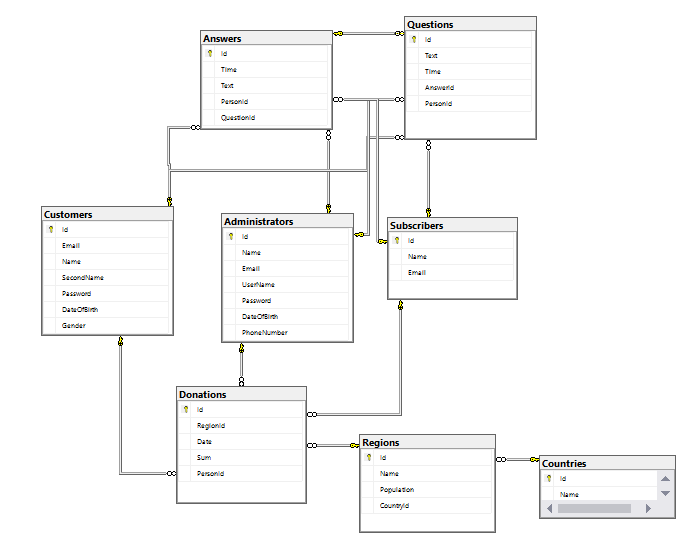 Answers
Id
Time
Text
PersonId
QuestionId
Questions
Id
Text
Time
AnswerId
PersonId
Customers
Id
Email
Name
SecondName
Password
DateOfBirth
Gender
Administrators
Id
Name
Email
UserName
Password
DateOfBirth
PhoneNumber
Subscribers
Id
Name
Email
Donations
Id
RegionId
Date
Sum
PersonId
Regions
Id
Name
Population
CountryId
Countries
Id
Name